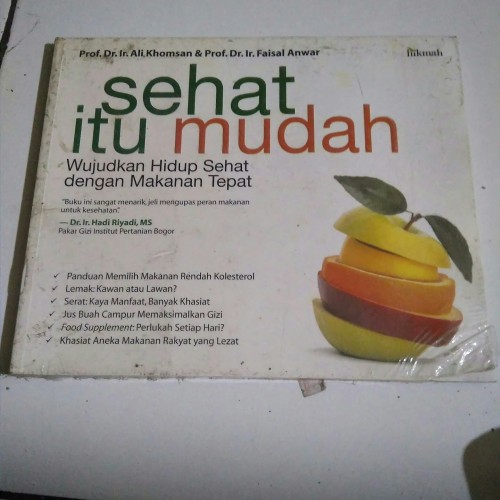 Prof. Dr. Ir. Ali Khomsan & Prof. Dr. Ir. Faisal Anwar
hikmah
sehat
itu mudah
Wujudkan Hidup Sehat
dengan Makanan Tepat
"Buku ini sangat menarik, jeli mengupas peran makanan
untuk kesehatan".
— Dr. Ir. Hadi Riyadi, MS
Pakar Gizi Institut Pertanian Bogor
✓ Panduan Memilih Makanan Rendah Kolesterol
✓ Lemak: Kawan atau Lawan?
✓ Serat: Kaya Manfaat, Banyak Khasiat
✓ Jus Buah Campur Memaksimalkan Gizi
✓ Food Supplement: Perlukah Setiap Hari?
✓ Khasiat Aneka Makanan Rakyat yang Lezat